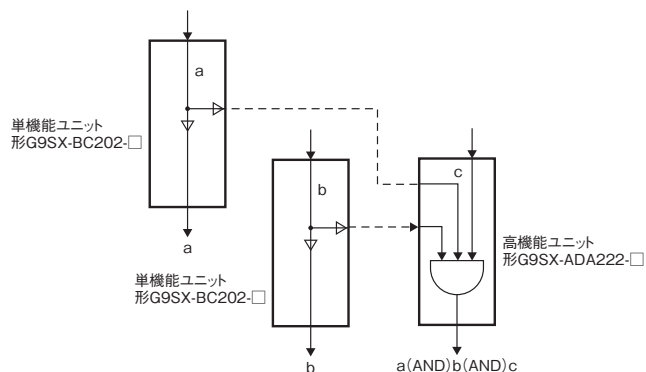 a
単機能ユニット
形G9SX-BC202-□
a
b
単機能ユニット
形G9SX-BC202-□
b
c
高機能ユニット
形G9SX-ADA222-□
a(AND)b(AND)c